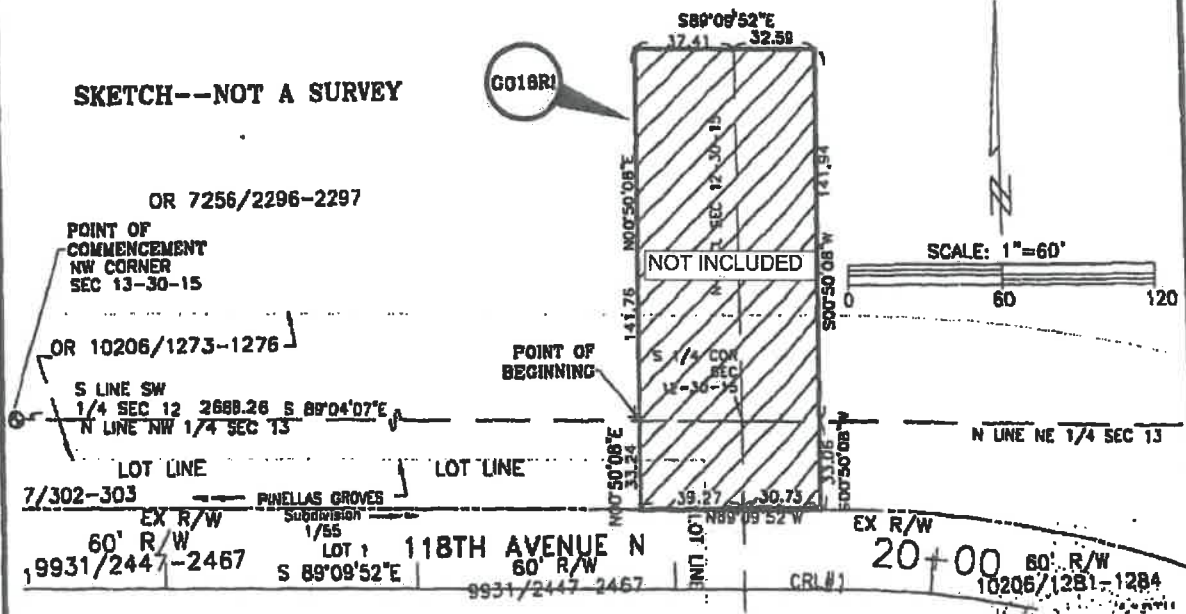 S89°09'52"E
37.41 32.59
G018R1
SKETCH--NOT A SURVEY
OR 7256/2296-2297
POINT OF
COMMENCEMENT
NW CORNER
SEC 13-30-15
N00°50'08"E
141.76
SEC 12-30-15
141.94
S00°50'08"W
NOT INCLUDED
N
SCALE: 1"=60'
0 60 120
OR 10206/1273-1276
POINT OF
BEGINNING
S 1/4 COR
SEC
12-30-15
S LINE SW
1/4 SEC 12 2688.26 S 89°04'07"E
N LINE NW 1/4 SEC 13
N LINE NE 1/4 SEC 13
N00°50'08"E
33.24
33.06
S00°50'08"W
LOT LINE
LOT LINE
7/302-303
PINELLAS GROVES
Subdivision
1/55
LOT 1
S 89°09'52"E
39.27 30.73
N89°09'52"W
LOT LINE
EX R/W
60' R/W
9931/2447-2467
118TH AVENUE N
60' R/W
9931/2447-2467
CRL#1
EX R/W
20+00
60' R/W
10206/1281-1284